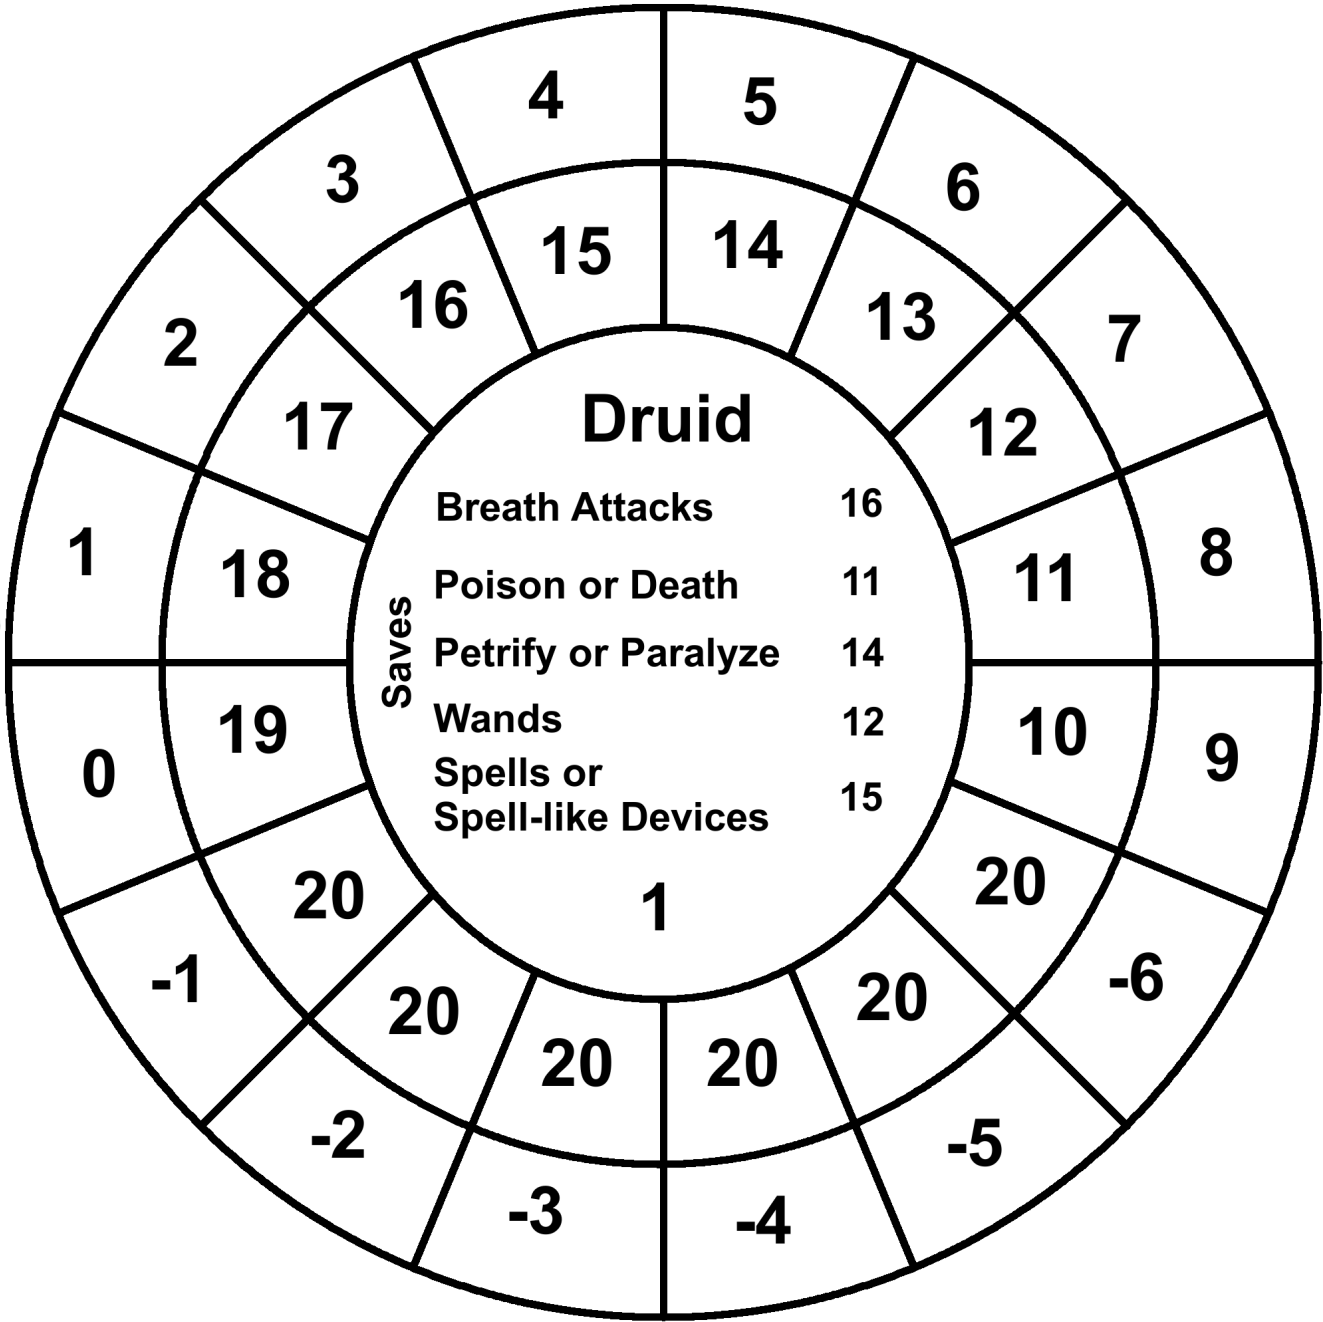 4 5
3 6
2 7
1 8
0 9
-1 -6
-2 -5
-3 -4
15 14
16 13
17 12
18 11
19 10
20 20
20 20
20 20
Druid
Saves
Breath Attacks 16
Poison or Death 11
Petrify or Paralyze 14
Wands 12
Spells or
Spell-like Devices 15
1